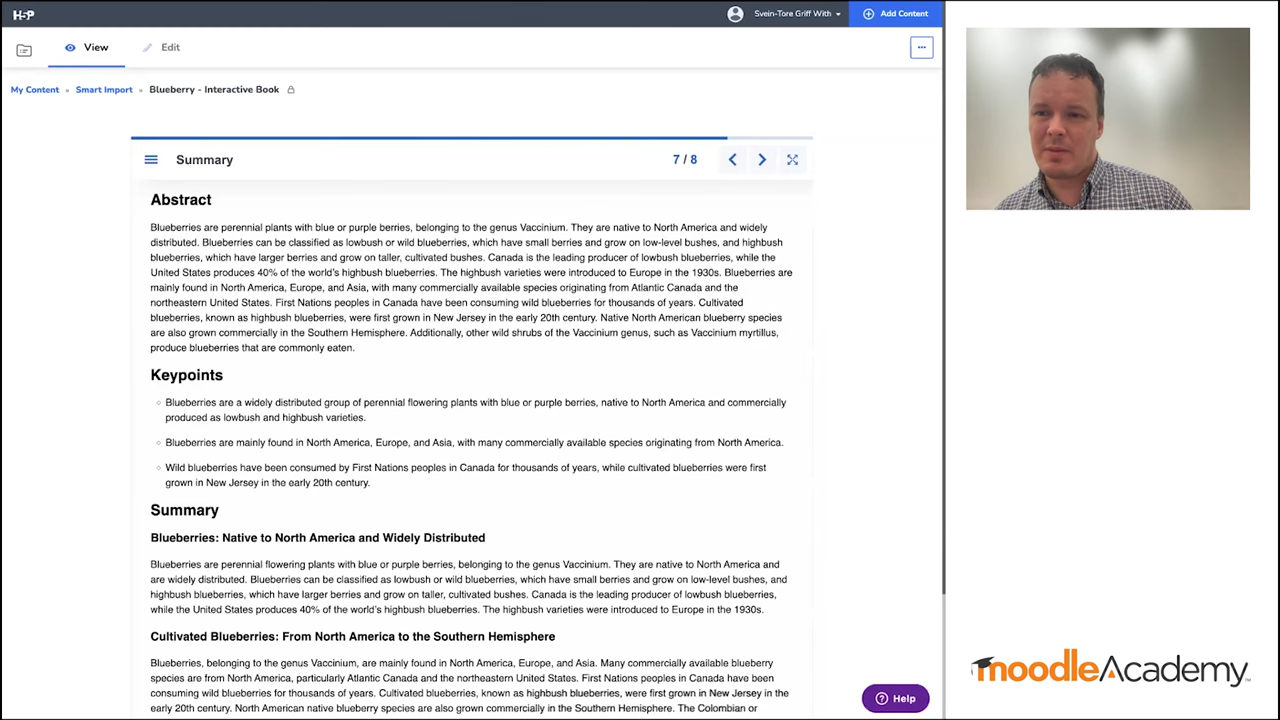 H5P
Svein-Tore Griff With
Add Content
View
Edit
My Content » Smart Import » Blueberry - Interactive Book
Summary
7 / 8
Abstract
Blueberries are perennial plants with blue or purple berries, belonging to the genus Vaccinium. They are native to North America and widely
distributed. Blueberries can be classified as lowbush or wild blueberries, which have small berries and grow on low-level bushes, and highbush
blueberries, which have larger berries and grow on taller, cultivated bushes. Canada is the leading producer of lowbush blueberries, while the
United States produces 40% of the world's highbush blueberries. The highbush varieties were introduced to Europe in the 1930s. Blueberries are
mainly found in North America, Europe, and Asia, with many commercially available species originating from Atlantic Canada and the
northeastern United States. First Nations peoples in Canada have been consuming wild blueberries for thousands of years. Cultivated
blueberries, known as highbush blueberries, were first grown in New Jersey in the early 20th century. Native North American blueberry species
are also grown commercially in the Southern Hemisphere. Additionally, other wild shrubs of the Vaccinium genus, such as Vaccinium myrtillus,
produce blueberries that are commonly eaten.
Keypoints
Blueberries are a widely distributed group of perennial flowering plants with blue or purple berries, native to North America and commercially
produced as lowbush and highbush varieties.
Blueberries are mainly found in North America, Europe, and Asia, with many commercially available species originating from North America.
Wild blueberries have been consumed by First Nations peoples in Canada for thousands of years, while cultivated blueberries were first
grown in New Jersey in the early 20th century.
Summary
Blueberries: Native to North America and Widely Distributed
Blueberries are perennial flowering plants with blue or purple berries, belonging to the genus Vaccinium. They are native to North America and
are widely distributed. Blueberries can be classified as lowbush or wild blueberries, which have small berries and grow on low-level bushes, and
highbush blueberries, which have larger berries and grow on taller, cultivated bushes. Canada is the leading producer of lowbush blueberries,
while the United States produces 40% of the world's highbush blueberries. The highbush varieties were introduced to Europe in the 1930s.
Cultivated Blueberries: From North America to the Southern Hemisphere
Blueberries, belonging to the genus Vaccinium, are mainly found in North America, Europe, and Asia. Many commercially available blueberry
species are from North America, particularly Atlantic Canada and the northeastern United States. First Nations peoples in Canada have been
consuming wild blueberries for thousands of years. Cultivated blueberries, known as highbush blueberries, were first grown in New Jersey in the
early 20th century. North American native blueberry species are also grown commercially in the Southern Hemisphere. The Colombian or
Help
moodleAcademy